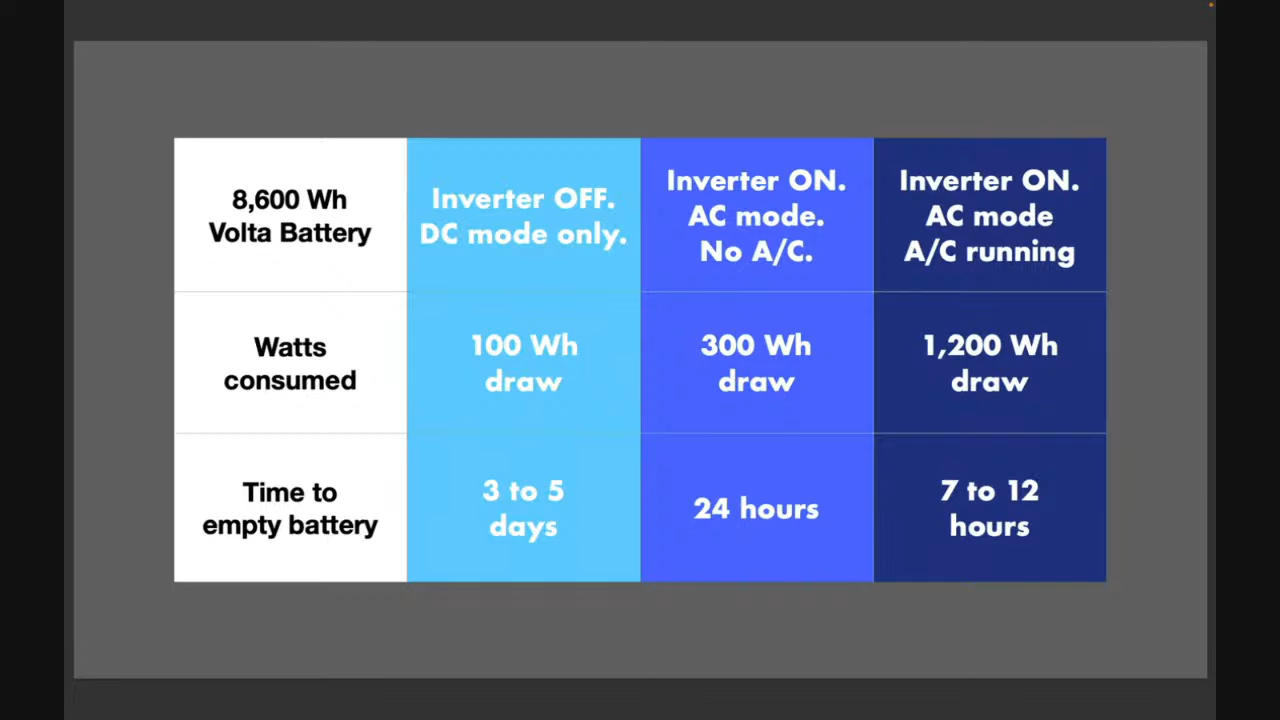 8,600 Wh
Volta Battery
Inverter OFF.
DC mode only.
Inverter ON.
AC mode.
No A/C.
Inverter ON.
AC mode
A/C running
Watts
consumed
100 Wh
draw
300 Wh
draw
1,200 Wh
draw
Time to
empty battery
3 to 5
days
24 hours
7 to 12
hours